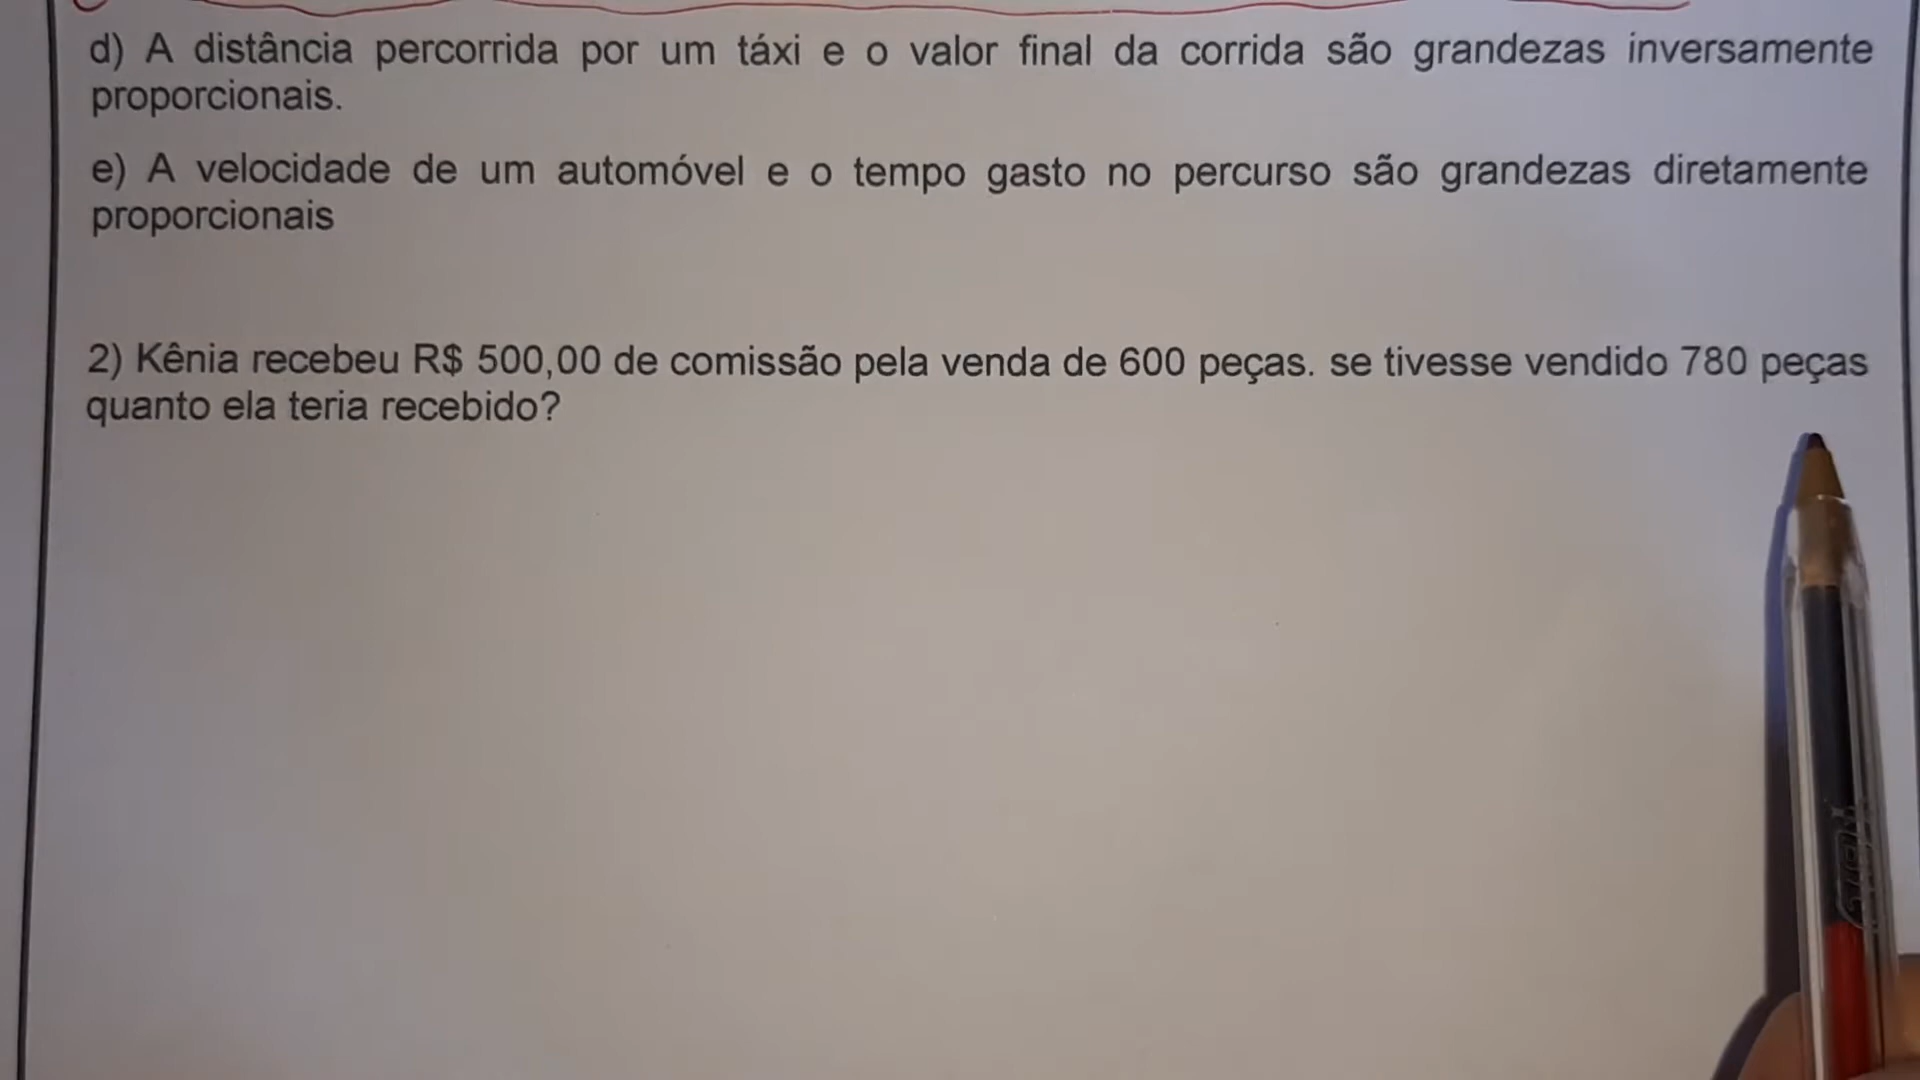 d) A distância percorrida por um táxi e o valor final da corrida são grandezas inversamente
proporcionais.
e) A velocidade de um automóvel e o tempo gasto no percurso são grandezas diretamente
proporcionais
2) Kênia recebeu R$ 500,00 de comissão pela venda de 600 peças. se tivesse vendido 780 peças
quanto ela teria recebido?